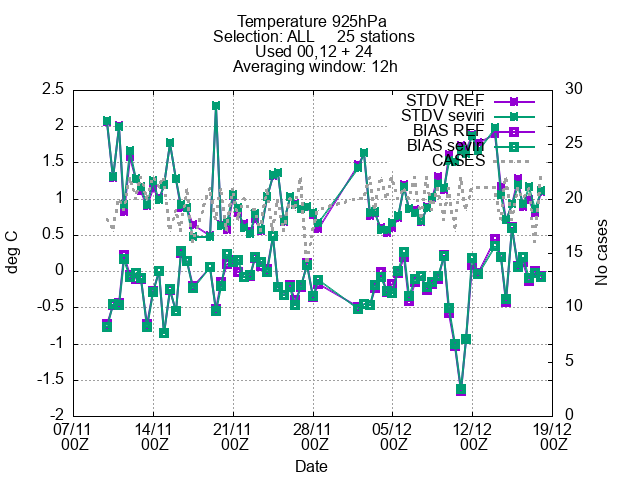 Temperature 925hPa
Selection: ALL 25 stations
Used 00,12 + 24
Averaging window: 12h
STDV REF
STDV seviri
BIAS REF
BIAS seviri
CASES
deg C
No cases
2.5
2
1.5
1
0.5
0
-0.5
-1
-1.5
-2
30
25
20
15
10
5
0
07/11 14/11 21/11 28/11 05/12 12/12 19/12
00Z 00Z 00Z 00Z 00Z 00Z 00Z
Date